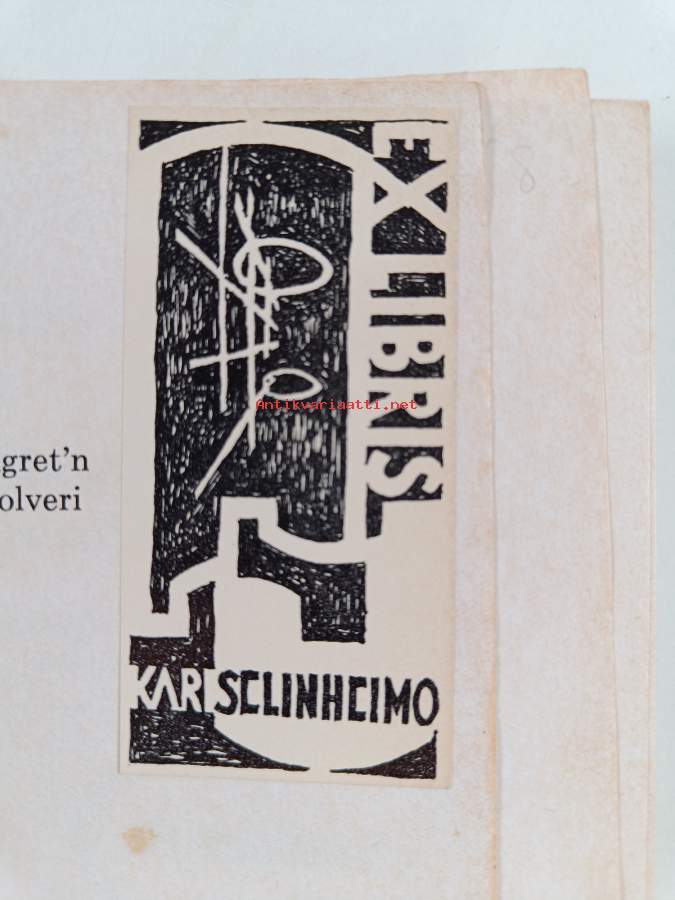 EX LIBRIS
Antikvariaatti.net
gret'n
olveri
KARI SELINHEIMO